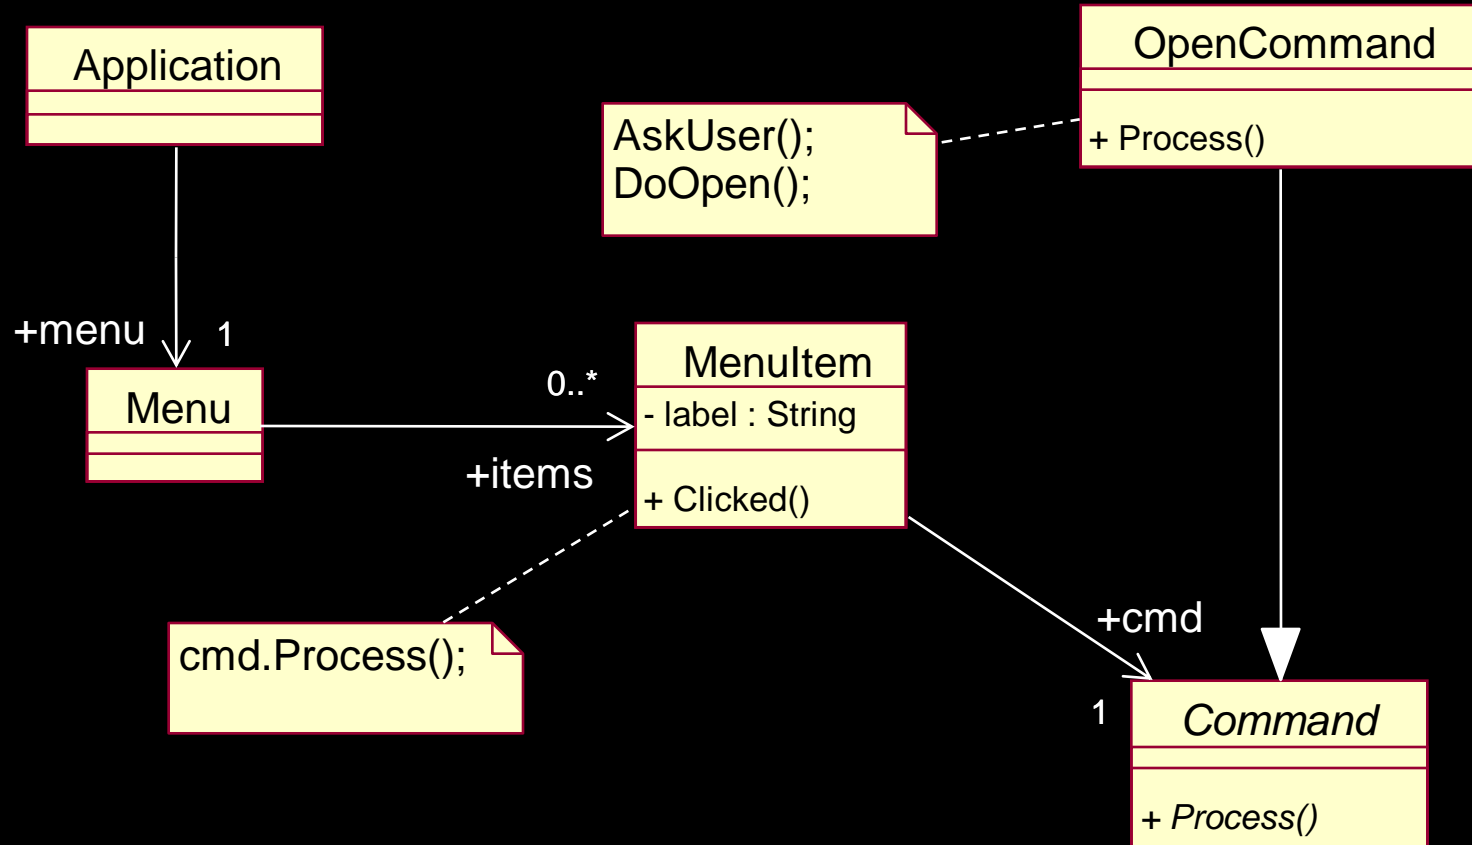 Application
OpenCommand
+ Process()
AskUser();
DoOpen();
+menu 1
Menu
0..*
+items
MenuItem
- label : String
+ Clicked()
cmd.Process();
+cmd
1
Command
+ Process()